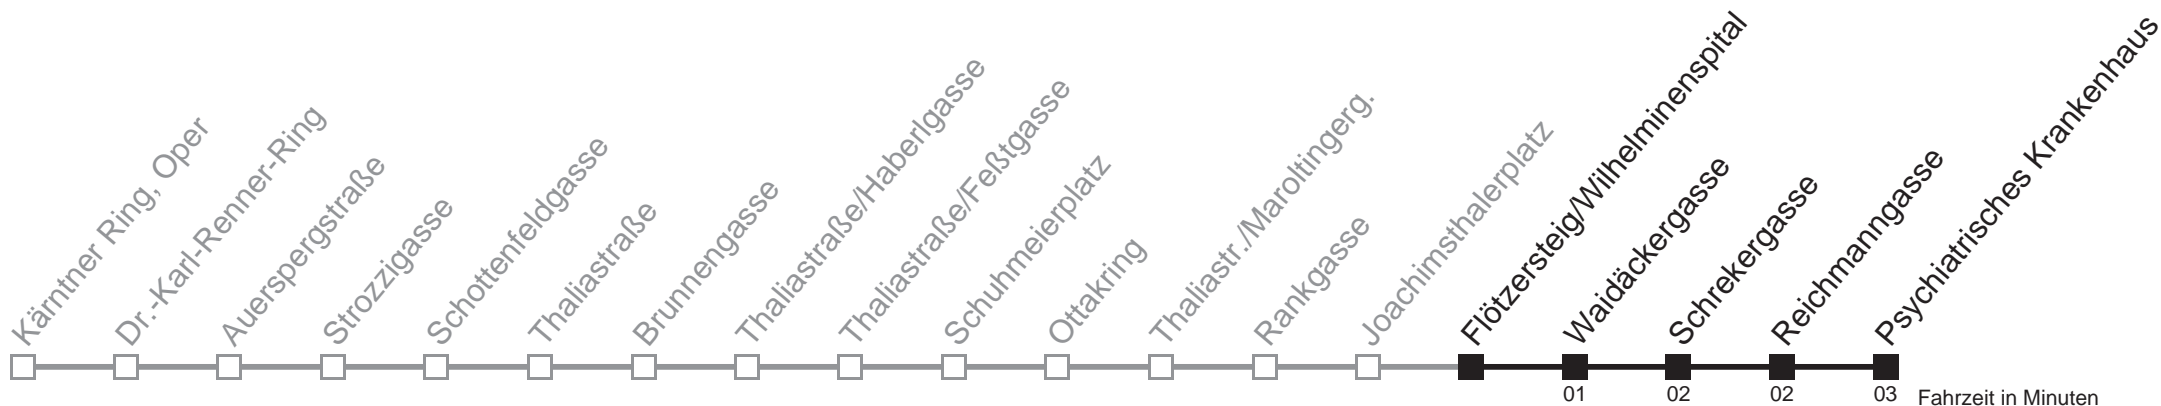 Kärntner Ring, Oper
Dr.-Karl-Renner-Ring
Auerspergstraße
Strozzigasse
Schottenfeldgasse
Thaliastraße
Brunnengasse
Thaliastraße/Haberlgasse
Thaliastraße/Feßtgasse
Schuhmeierplatz
Ottakring
Thaliastr./Maroltingerg.
Rankgasse
Joachimsthalerplatz
Flötzersteig/Wilhelminenspital
Waidäckergasse
Schrekergasse
Reichmanngasse
Psychiatrisches Krankenhaus
01 02 02 03 Fahrzeit in Minuten